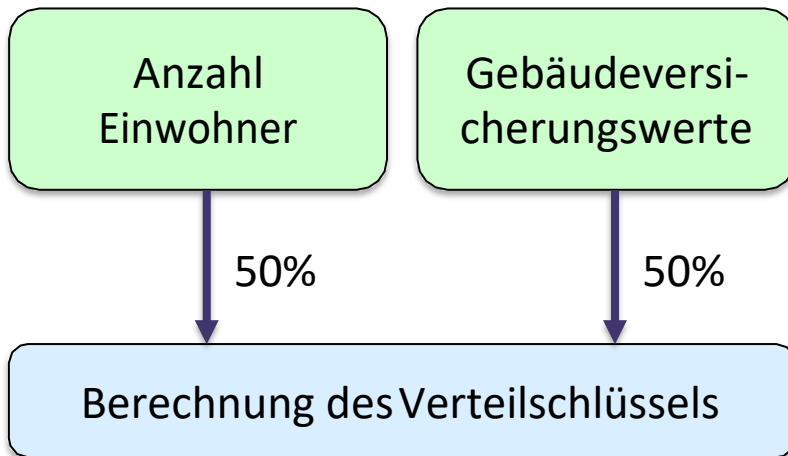 Anzahl
Einwohner
Gebäudeversi-
cherungswerte
50%
50%
Berechnung des Verteilschlüssels